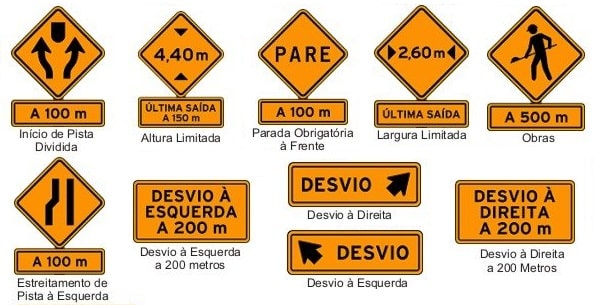 A 100 m
Início de Pista
Dividida
4,40 m
ÚLTIMA SAÍDA
A 150 m
Altura Limitada
PARE
A 100 m
Parada Obrigatória
à Frente
2,60 m
ÚLTIMA SAÍDA
Largura Limitada
A 500 m
Obras
A 100 m
Estreitamento de
Pista à Esquerda
DESVIO À
ESQUERDA
A 200 m
Desvio à Esquerda
a 200 metros
DESVIO
Desvio à Direita
DESVIO
Desvio à Esquerda
DESVIO À
DIREITA
A 200 m
Desvio à Direita
a 200 Metros